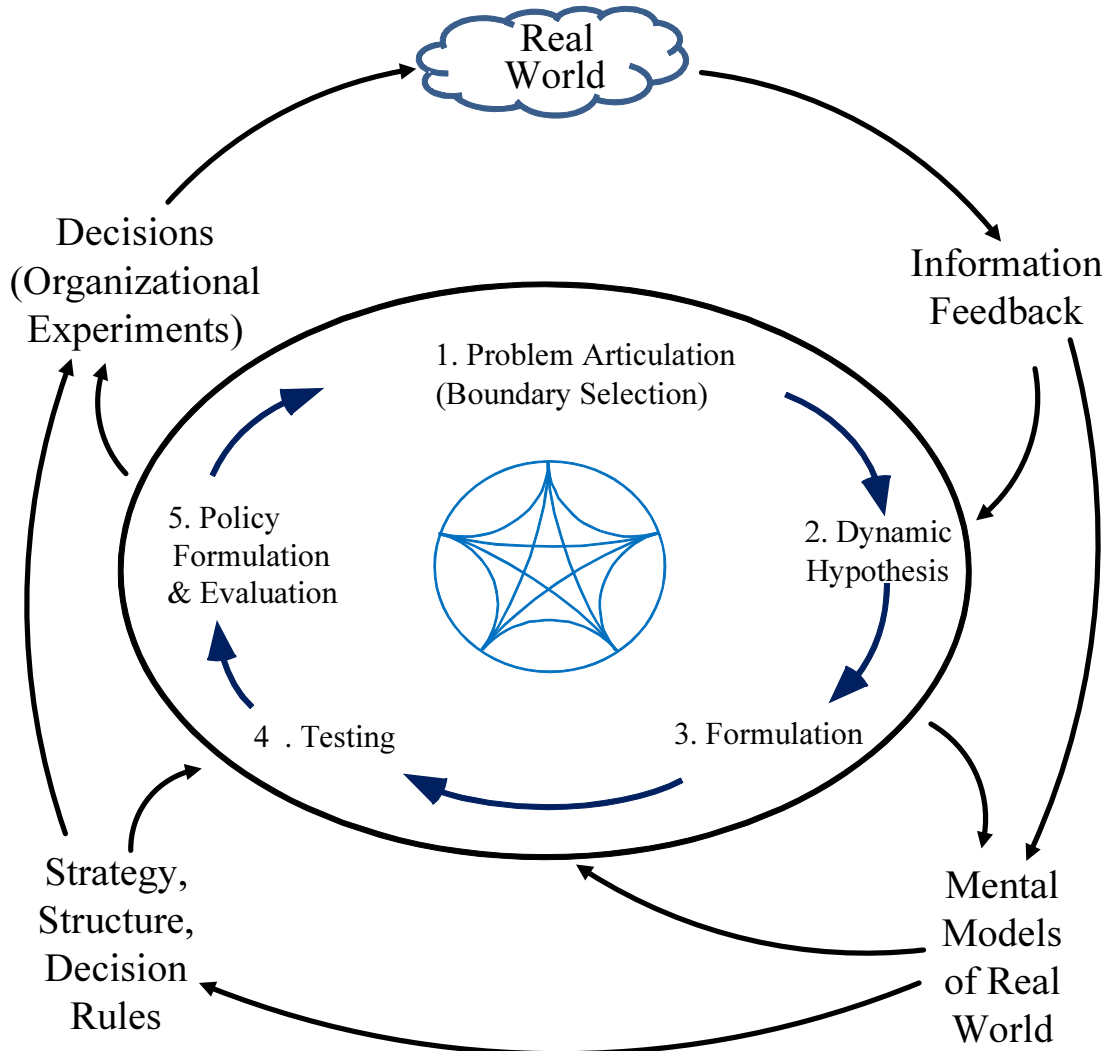 Real
World
Decisions
(Organizational
Experiments)
Information
Feedback
1. Problem Articulation
(Boundary Selection)
2. Dynamic
Hypothesis
3. Formulation
4 . Testing
5. Policy
Formulation
& Evaluation
Strategy,
Structure,
Decision
Rules
Mental
Models
of Real
World